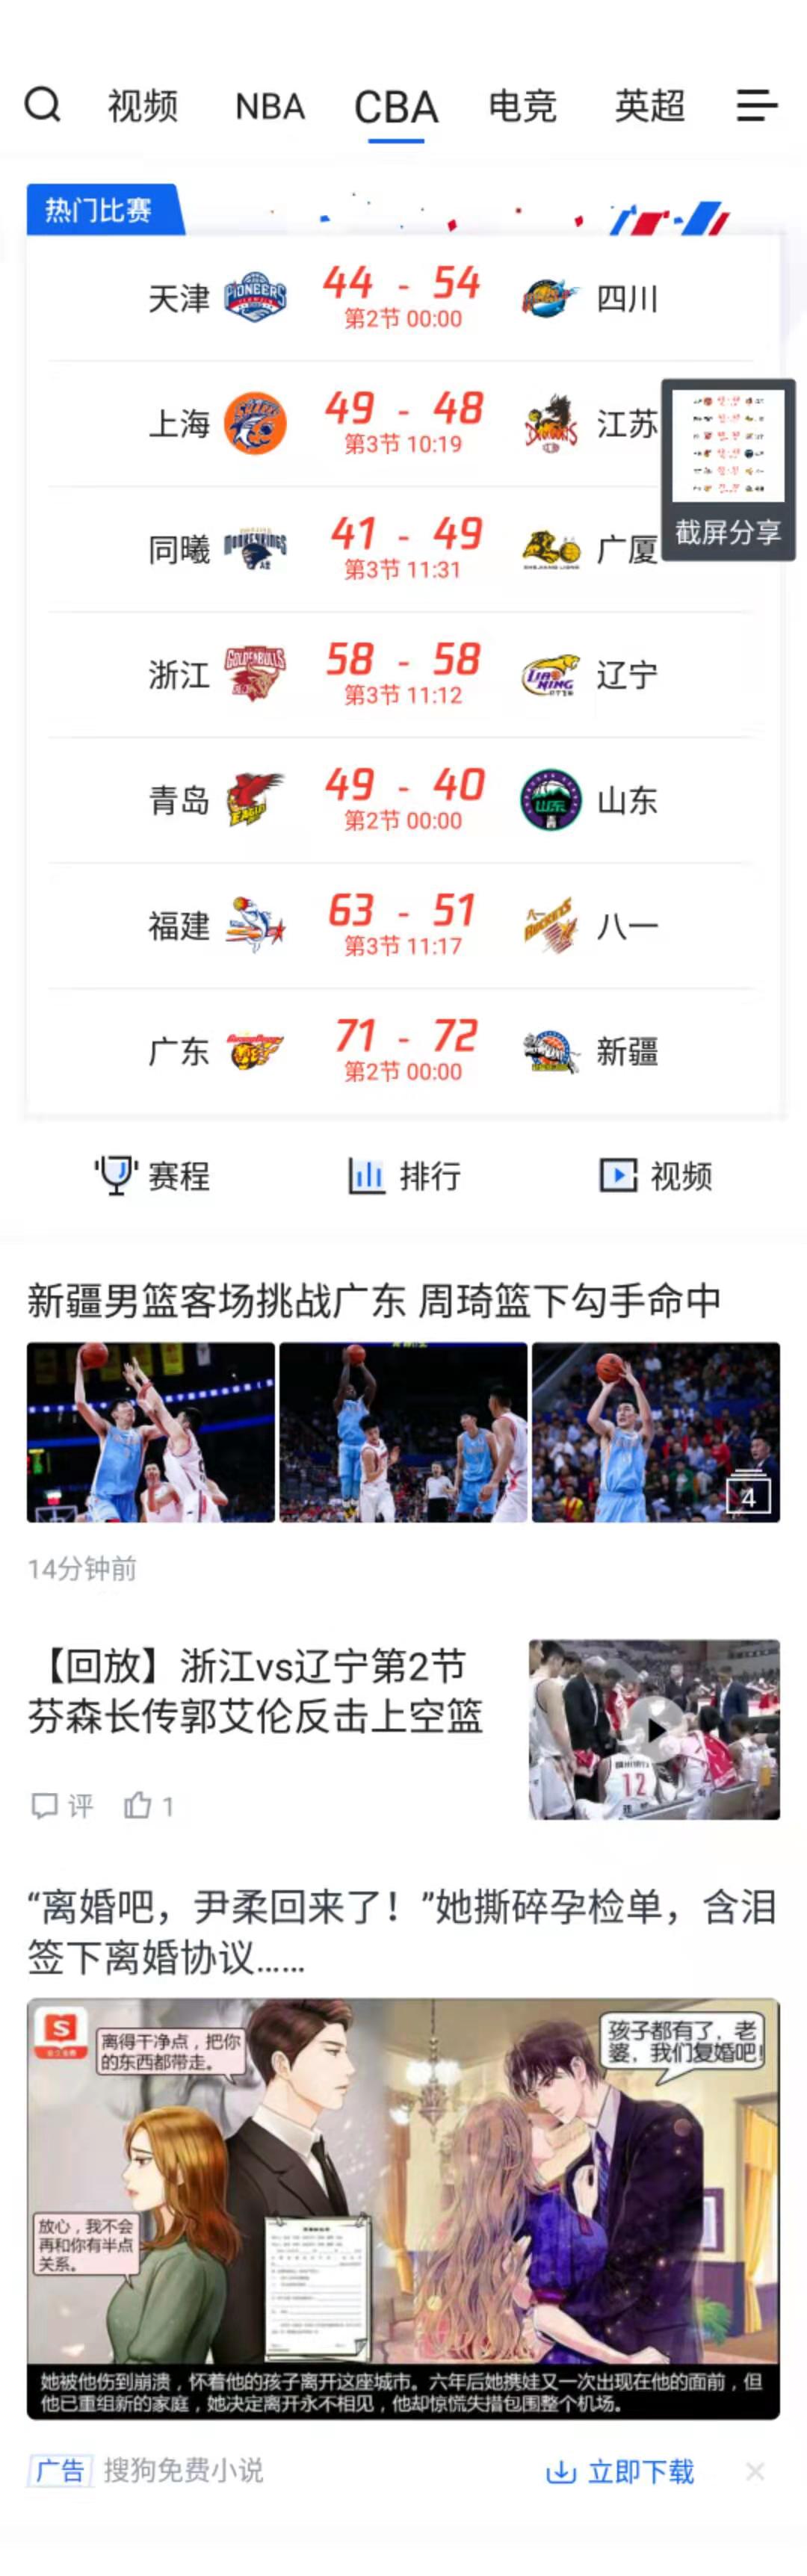 视频 NBA CBA 电竞 英超
热门比赛
天津 PIONEERS 44 - 54 四川
第2节 00:00
上海 49 - 48 江苏
DRAGONS
第3节 10:19
同曦 41 - 49 广厦
第3节 11:31
浙江 GOLDENBULLS 58 - 58 辽宁
LIAONING
第3节 11:12
青岛 EAGLES 49 - 40 山东
第2节 00:00
福建 63 - 51 八一
八一 ROCKETS
第3节 11:17
广东 71 - 72 新疆
第2节 00:00
截屏分享
赛程 排行 视频
新疆男篮客场挑战广东 周琦篮下勾手命中
4
14分钟前
【回放】浙江vs辽宁第2节
芬森长传郭艾伦反击上空篮
12
评 1
“离婚吧，尹柔回来了！”她撕碎孕检单，含泪
签下离婚协议……
S
离得干净点，把你
的东西都带走。
孩子都有了，老
婆，我们复婚吧!
放心，我不会
再和你有半点
关系。
她被他伤到崩溃，怀着他的孩子离开这座城市。六年后她携娃又一次出现在他的面前，但
他已重组新的家庭，她决定离开永不相见，他却惊慌失措包围整个机场。
广告 搜狗免费小说 立即下载